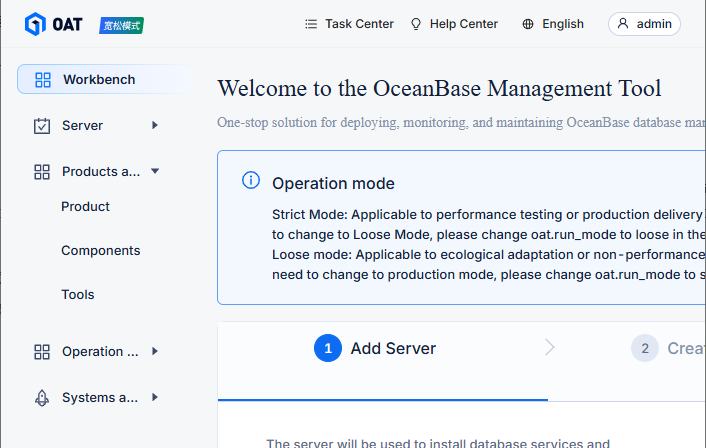 OAT 宽松模式 Task Center Help Center English admin
Workbench
Server
Products a...
Product
Components
Tools
Operation ...
Systems a...
Welcome to the OceanBase Management Tool
One-stop solution for deploying, monitoring, and maintaining OceanBase database
Operation mode
Strict Mode: Applicable to performance testing or production delivery
to change to Loose Mode, please change oat.run_mode to loose in the
Loose mode: Applicable to ecological adaptation or non-performance
need to change to production mode, please change oat.run_mode to
1 Add Server
2
The server will be used to install database services and